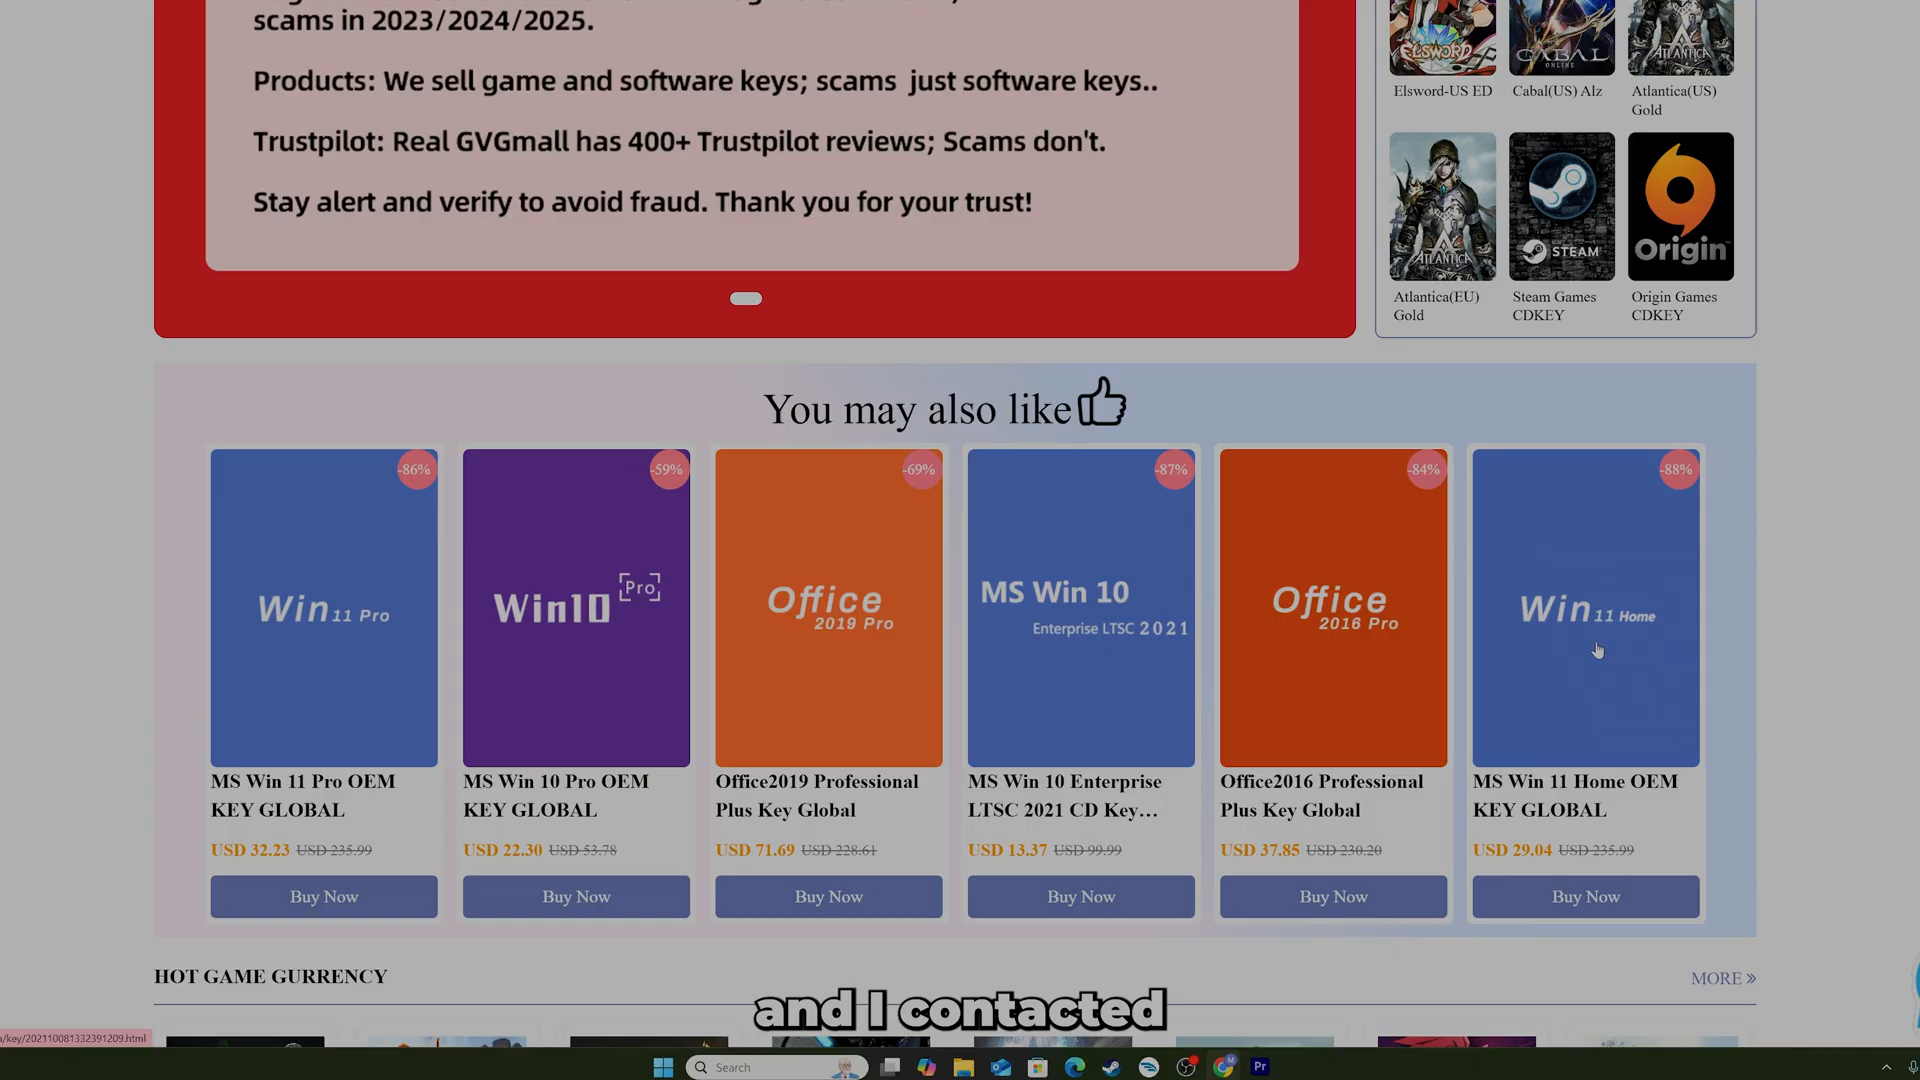 scams in 2023/2024/2025.
Products: We sell game and software keys; scams just software keys..
Trustpilot: Real GVGmall has 400+ Trustpilot reviews; Scams don't.
Stay alert and verify to avoid fraud. Thank you for your trust!
ELSWORD
CABAL
ONLINE
ATLANTICA
Elsword-US ED
Cabal(US) Alz
Atlantica(US)
Gold
ATLANTICA
STEAM
Origin
Atlantica(EU)
Gold
Steam Games
CDKEY
Origin Games
CDKEY
You may also like
-86%
-59%
-69%
-87%
-84%
-88%
Win 11 Pro
Win10 Pro
Office
2019 Pro
MS Win 10
Enterprise LTSC 2021
Office
2016 Pro
Win 11 Home
MS Win 11 Pro OEM
KEY GLOBAL
USD 32.23 USD 235.99
Buy Now
MS Win 10 Pro OEM
KEY GLOBAL
USD 22.30 USD 53.78
Buy Now
Office2019 Professional
Plus Key Global
USD 71.69 USD 228.61
Buy Now
MS Win 10 Enterprise
LTSC 2021 CD Key…
USD 13.37 USD 99.99
Buy Now
Office2016 Professional
Plus Key Global
USD 37.85 USD 230.20
Buy Now
MS Win 11 Home OEM
KEY GLOBAL
USD 29.04 USD 235.99
Buy Now
HOT GAME GURRENCY
MORE »
and I contacted
/key/202110081332391209.html
Search
M
Pr